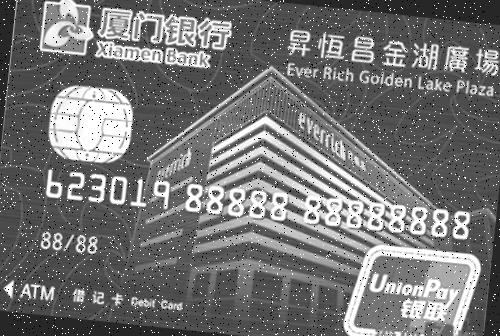 厦门银行
Xiamen Bank
昇恒昌金湖廣場
Ever Rich Golden Lake Plaza
everrich
everrich
623019 88888 88888888
88/88
ATM 借记卡 Debit Card
UnionPay
银联